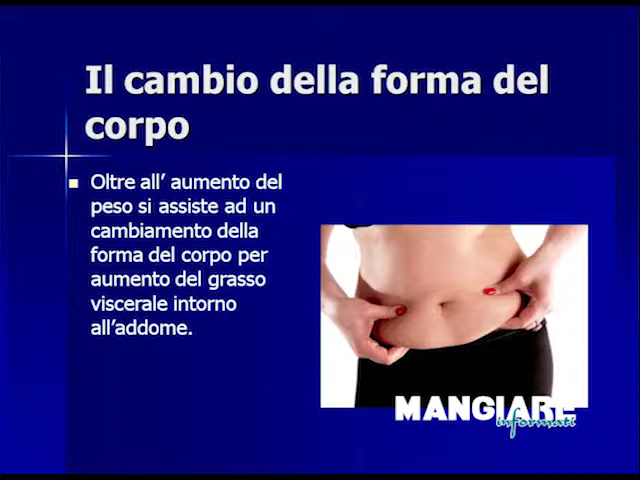 Il cambio della forma del
corpo
Oltre all’ aumento del
peso si assiste ad un
cambiamento della
forma del corpo per
aumento del grasso
viscerale intorno
all’addome.
MANGIARE
informati